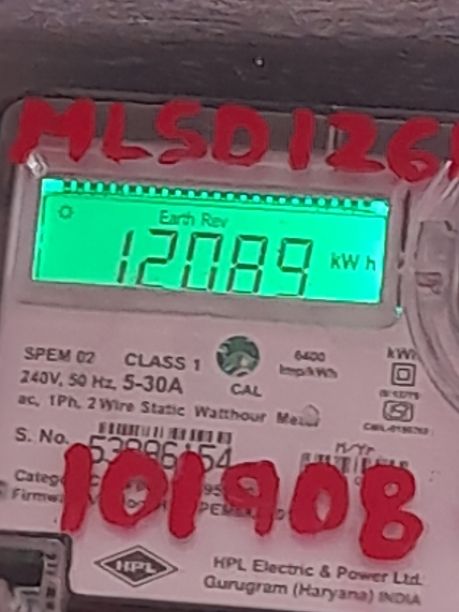 MLSD126
Earth Rev
12089 kWh
SPEM 02 CLASS 1 6400
Imp/kWh
240V, 50 Hz, 5-30A CAL
ac, 1Ph, 2 Wire Static Watthour Meter
S. No.
101908
HPL
HPL Electric & Power Ltd.
Gurugram (Haryana) INDIA